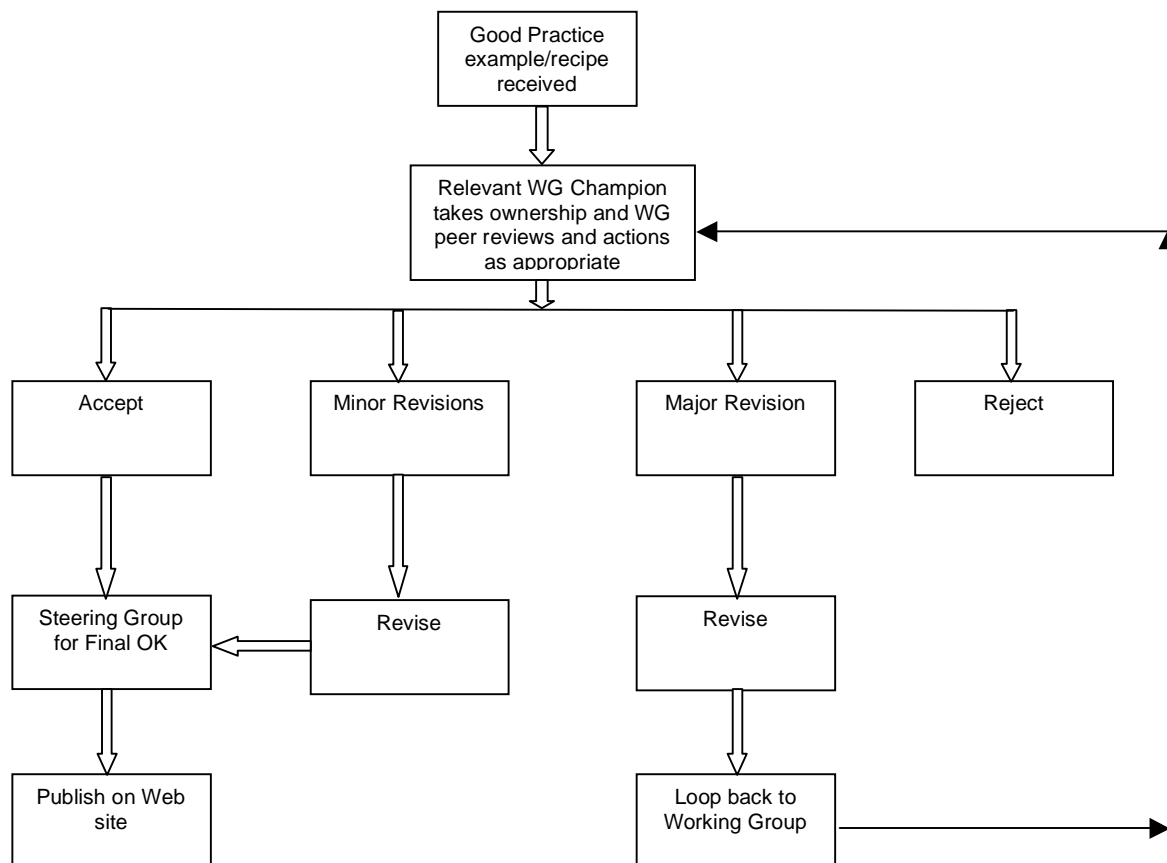 Good Practice
example/recipe
received
Relevant WG Champion
takes ownership and WG
peer reviews and actions
as appropriate
Accept
Minor Revisions
Major Revision
Reject
Steering Group
for Final OK
Revise
Revise
Publish on Web
site
Loop back to
Working Group